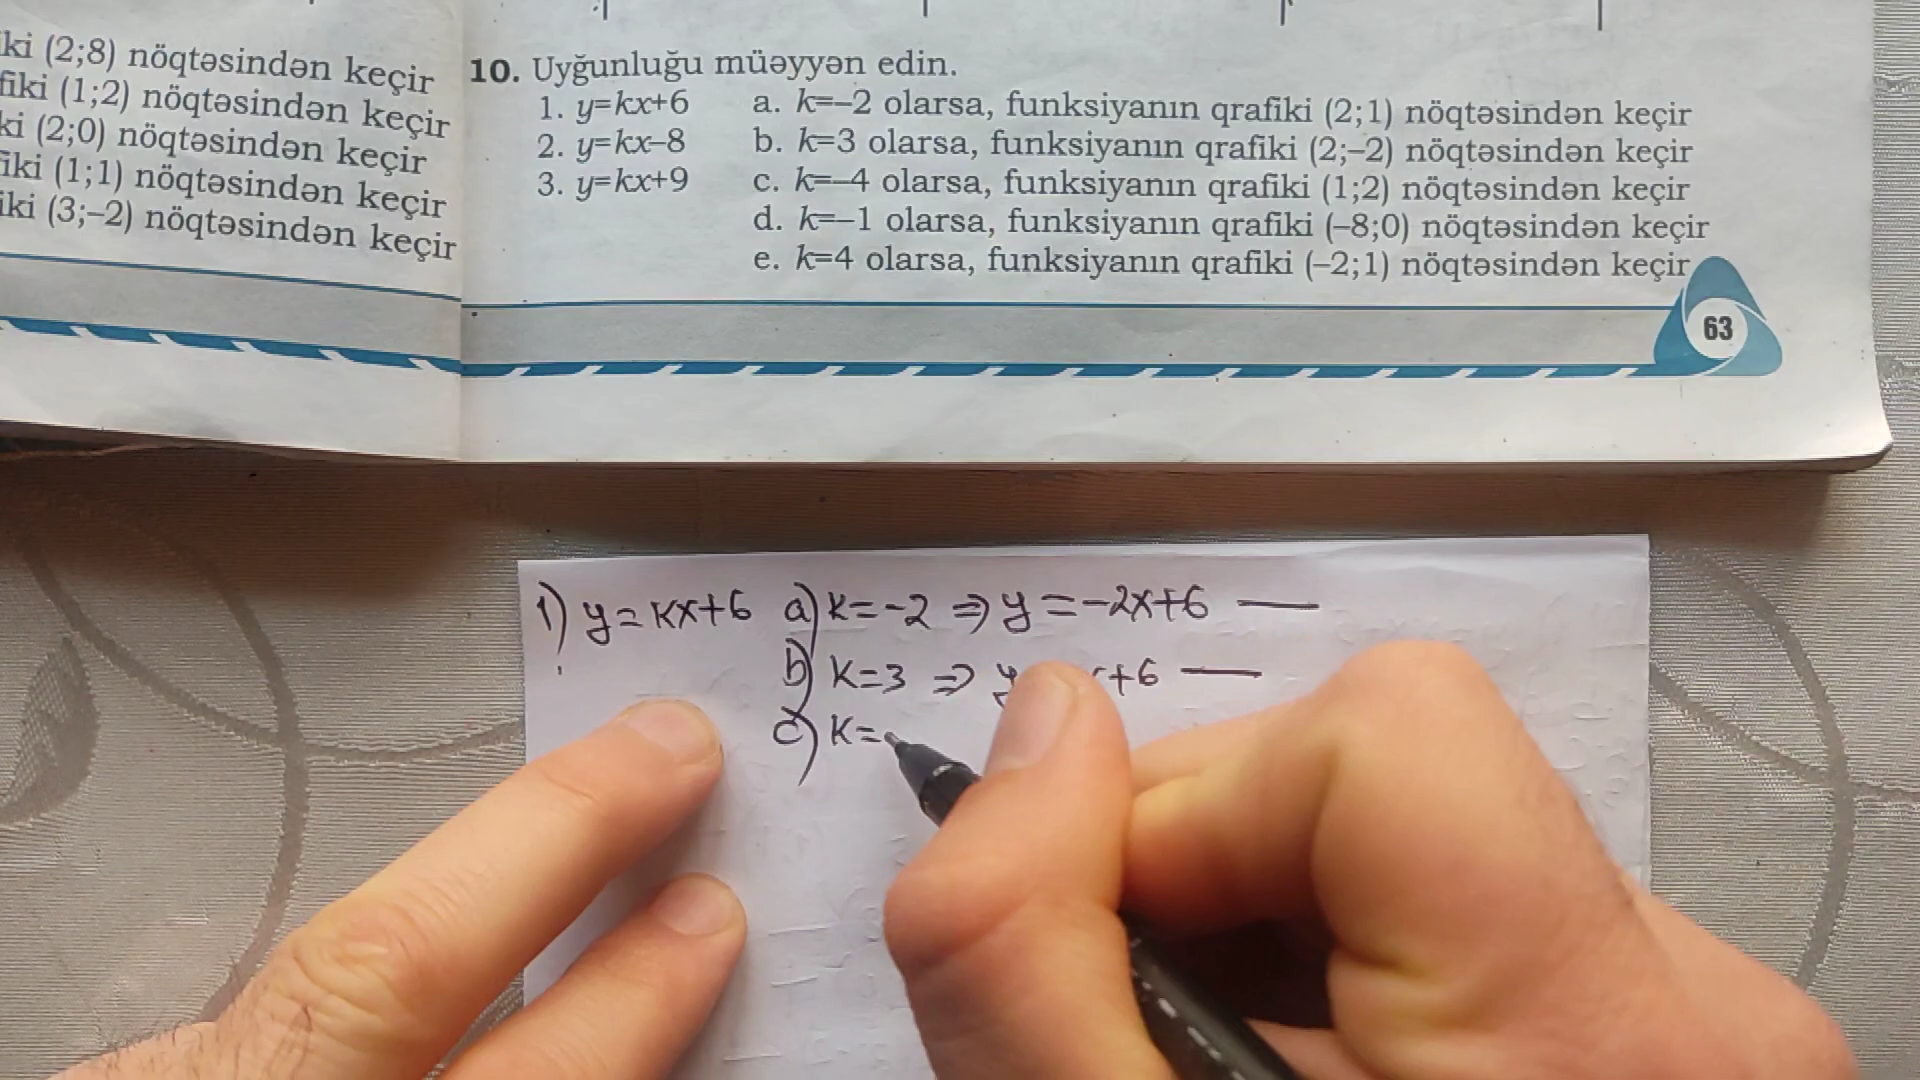 ki (2;8) nöqtəsindən keçir
fiki (1;2) nöqtəsindən keçir
ki (2;0) nöqtəsindən keçir
iki (1;1) nöqtəsindən keçir
iki (3;–2) nöqtəsindən keçir
10. Uyğunluğu müəyyən edin.
1. y=kx+6 a. k=–2 olarsa, funksiyanın qrafiki (2;1) nöqtəsindən keçir
2. y=kx–8 b. k=3 olarsa, funksiyanın qrafiki (2;–2) nöqtəsindən keçir
3. y=kx+9 c. k=–4 olarsa, funksiyanın qrafiki (1;2) nöqtəsindən keçir
d. k=–1 olarsa, funksiyanın qrafiki (–8;0) nöqtəsindən keçir
e. k=4 olarsa, funksiyanın qrafiki (–2;1) nöqtəsindən keçir
63
1) y=kx+6 a) k=-2 ⇒ y=-2x+6 —
b) k=3 ⇒ y +6 —
c) k=